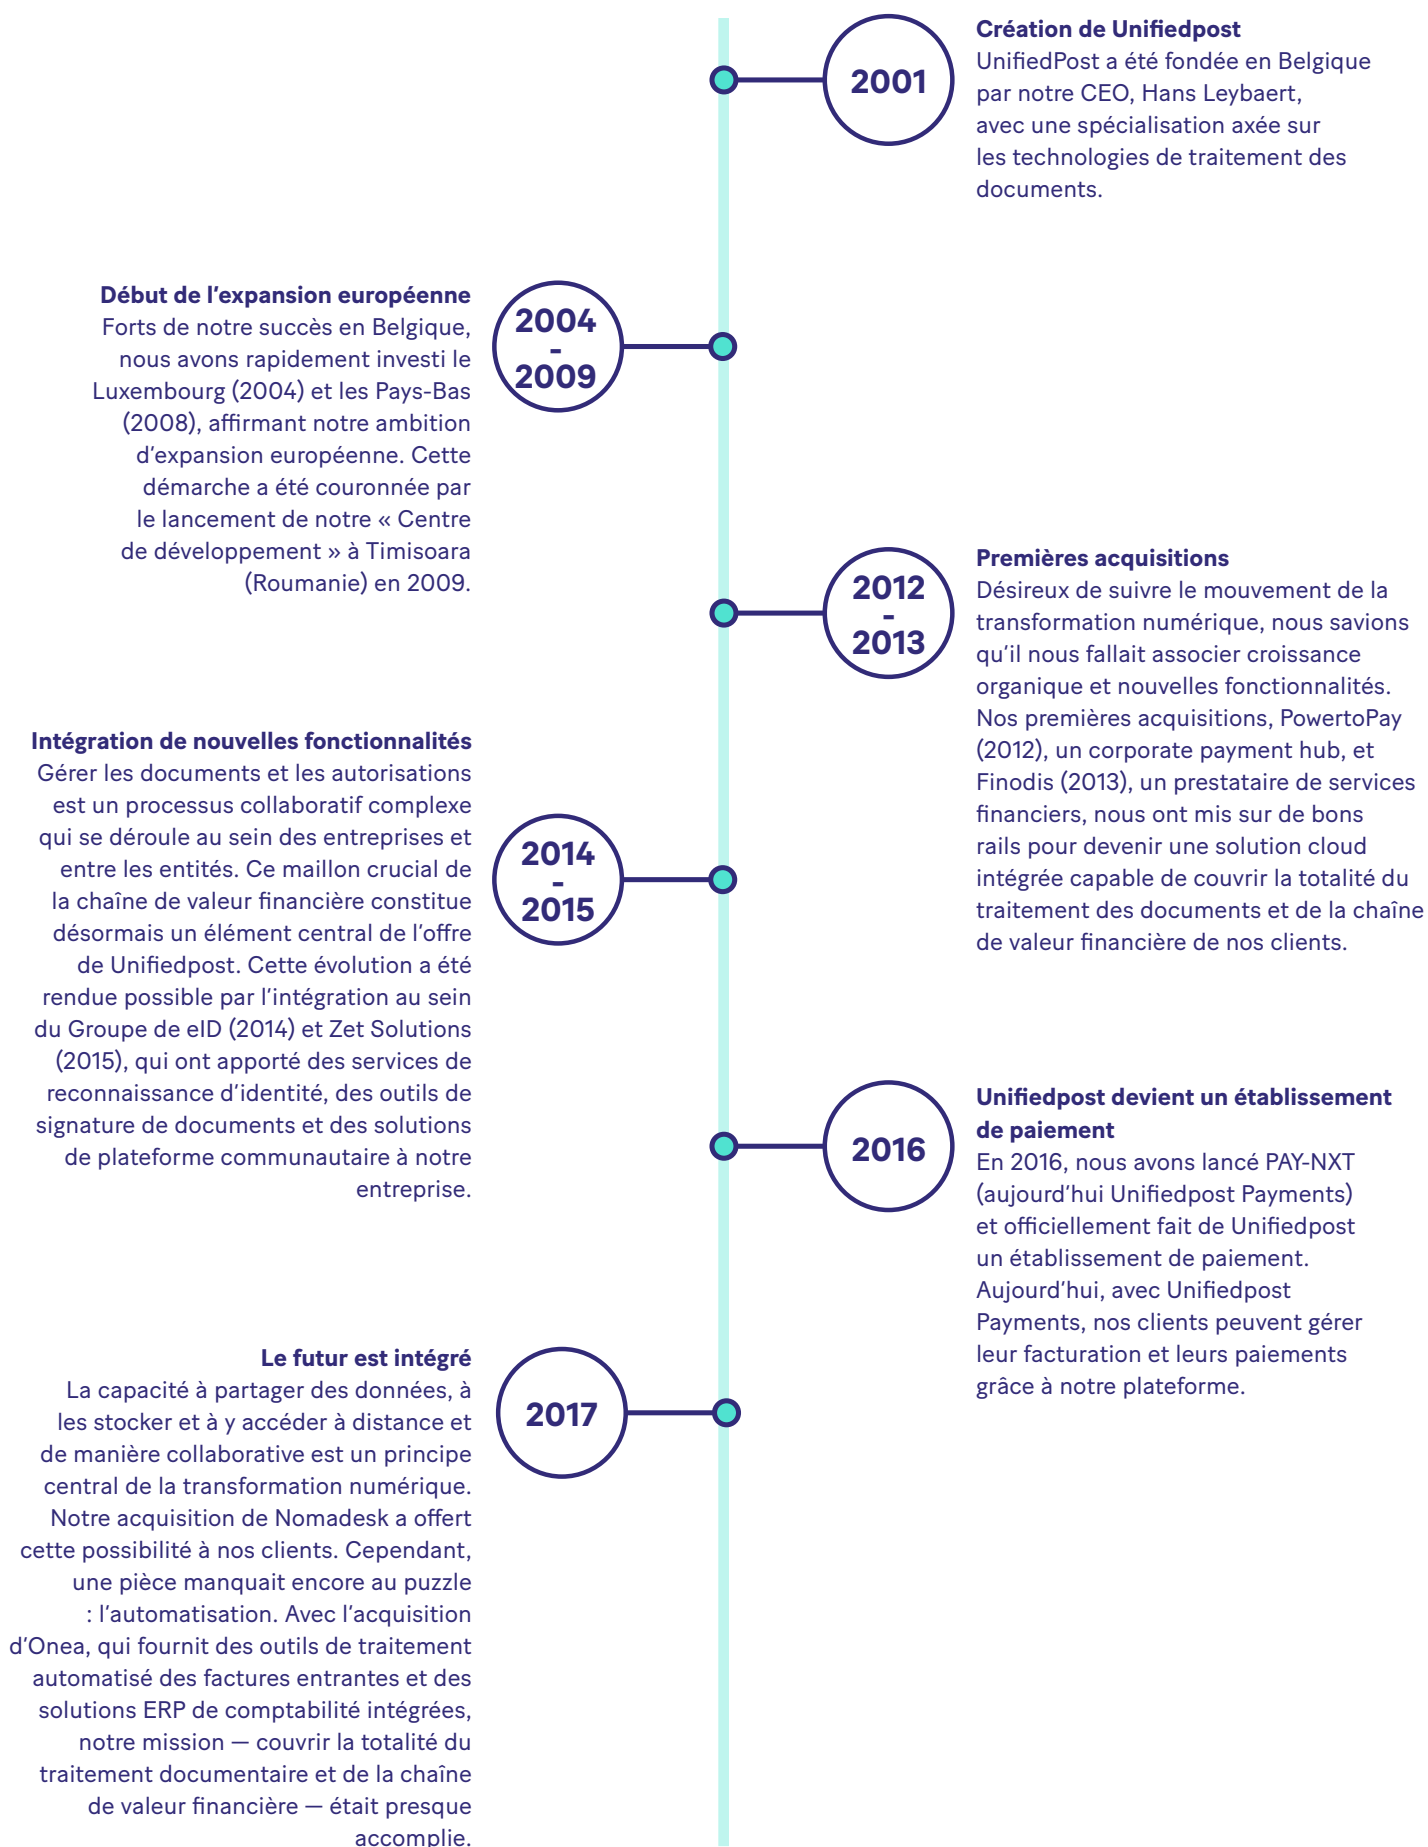 2001
Création de Unifiedpost
UnifiedPost a été fondée en Belgique
par notre CEO, Hans Leybaert,
avec une spécialisation axée sur
les technologies de traitement des
documents.
2004
-
2009
Début de l'expansion européenne
Forts de notre succès en Belgique,
nous avons rapidement investi le
Luxembourg (2004) et les Pays-Bas
(2008), affirmant notre ambition
d'expansion européenne. Cette
démarche a été couronnée par
le lancement de notre « Centre
de développement » à Timisoara
(Roumanie) en 2009.
2012
-
2013
Premières acquisitions
Désireux de suivre le mouvement de la
transformation numérique, nous savions
qu'il nous fallait associer croissance
organique et nouvelles fonctionnalités.
Nos premières acquisitions, PowertoPay
(2012), un corporate payment hub, et
Finodis (2013), un prestataire de services
financiers, nous ont mis sur de bons
rails pour devenir une solution cloud
intégrée capable de couvrir la totalité du
traitement des documents et de la chaîne
de valeur financière de nos clients.
2014
-
2015
Intégration de nouvelles fonctionnalités
Gérer les documents et les autorisations
est un processus collaboratif complexe
qui se déroule au sein des entreprises et
entre les entités. Ce maillon crucial de
la chaîne de valeur financière constitue
désormais un élément central de l'offre
de Unifiedpost. Cette évolution a été
rendue possible par l'intégration au sein
du Groupe de eID (2014) et Zet Solutions
(2015), qui ont apporté des services de
reconnaissance d'identité, des outils de
signature de documents et des solutions
de plateforme communautaire à notre
entreprise.
2016
Unifiedpost devient un établissement
de paiement
En 2016, nous avons lancé PAY-NXT
(aujourd'hui Unifiedpost Payments)
et officiellement fait de Unifiedpost
un établissement de paiement.
Aujourd'hui, avec Unifiedpost
Payments, nos clients peuvent gérer
leur facturation et leurs paiements
grâce à notre plateforme.
2017
Le futur est intégré
La capacité à partager des données, à
les stocker et à y accéder à distance et
de manière collaborative est un principe
central de la transformation numérique.
Notre acquisition de Nomadesk a offert
cette possibilité à nos clients. Cependant,
une pièce manquait encore au puzzle
: l'automatisation. Avec l'acquisition
d'Onea, qui fournit des outils de traitement
automatisé des factures entrantes et des
solutions ERP de comptabilité intégrées,
notre mission — couvrir la totalité du
traitement documentaire et de la chaîne
de valeur financière — était presque
accomplie.